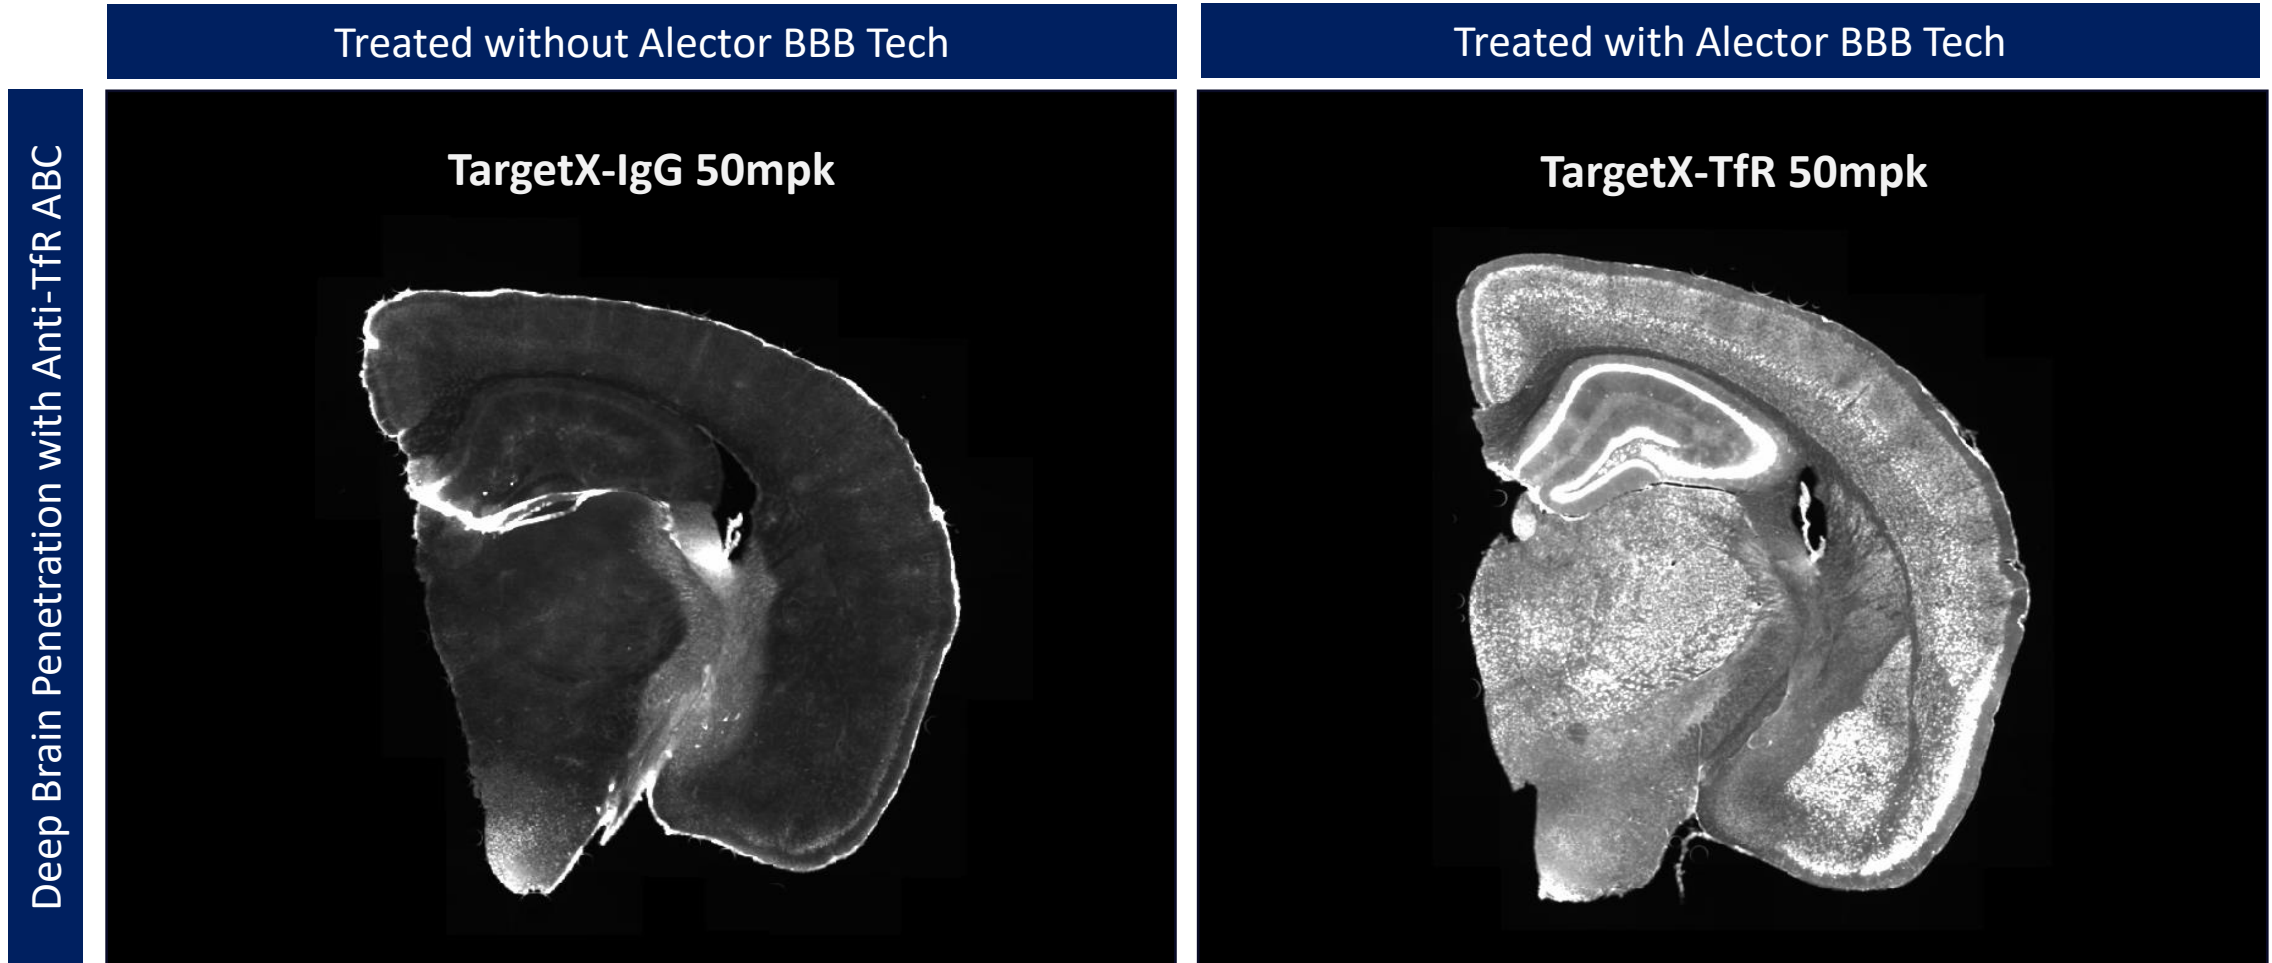 Treated without Alector BBB Tech
Treated with Alector BBB Tech
Deep Brain Penetration with Anti-TfR ABC
TargetX-IgG 50mpk
TargetX-TfR 50mpk